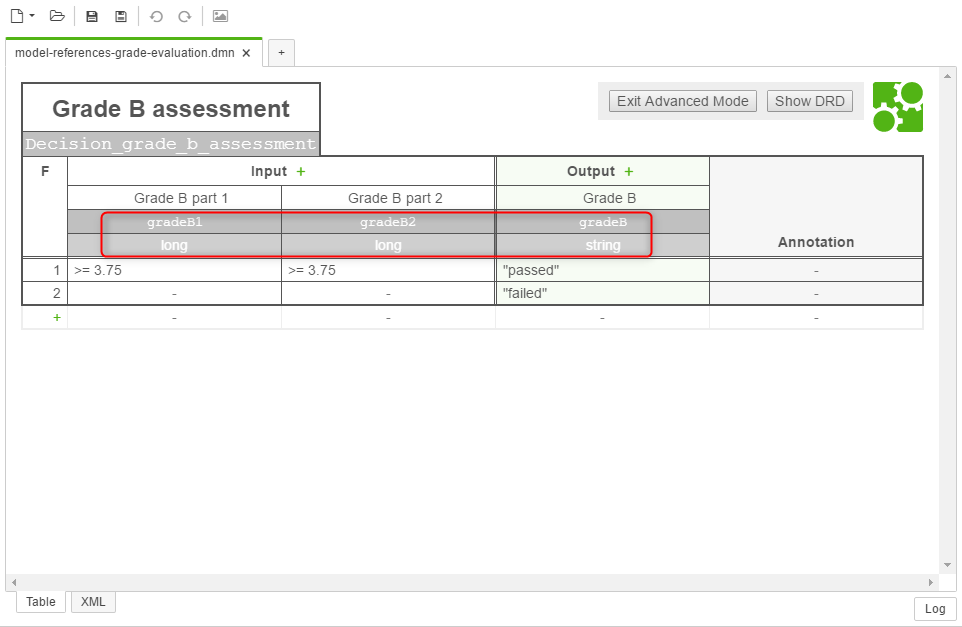 model-references-grade-evaluation.dmn × +
Grade B assessment
Exit Advanced Mode Show DRD
Decision_grade_b_assessment
F Input + Output +
Grade B part 1 Grade B part 2 Grade B
gradeB1 gradeB2 gradeB
long long string
Annotation
1 >= 3.75 >= 3.75 "passed" -
2 - - "failed" -
+ - - - -
Table XML
Log